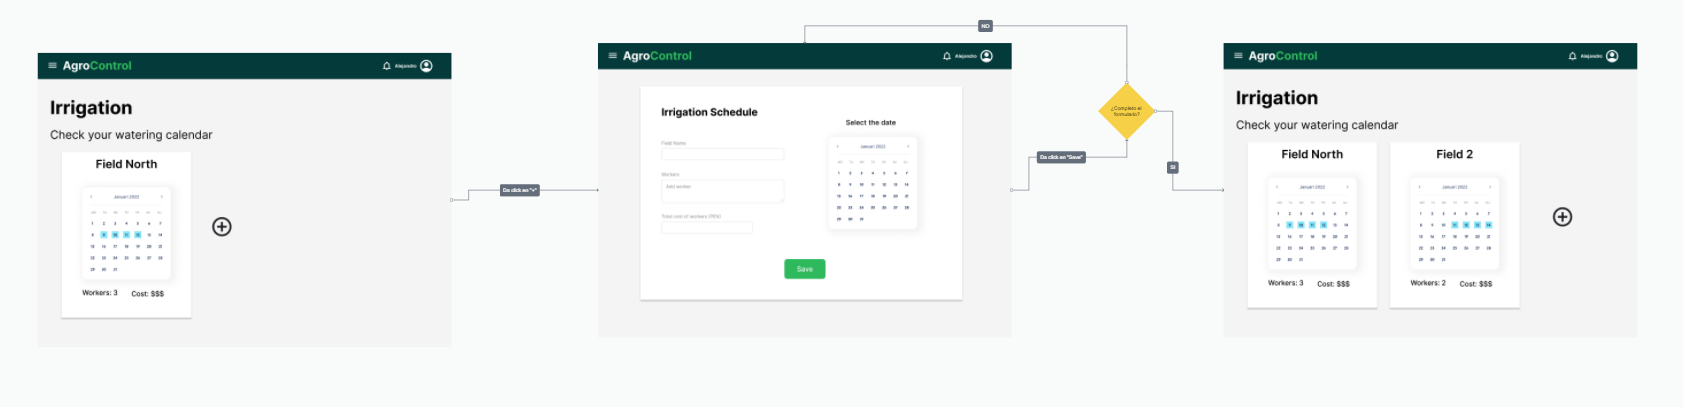 AgroControl
Alejandro
Irrigation
Check your watering calendar
Field North
Januari 2022
1 2 3 4 5 6 7
8 9 10 11 12 13 14
15 16 17 18 19 20 21
22 23 24 25 26 27 28
29 30 31
Workers: 3 Cost: $$$
Da click en "+"
AgroControl
Alejandro
Irrigation Schedule
Select the date
Field Name
Workers
Add worker
Total cost of workers (PEN)
Januari 2022
1 2 3 4 5 6 7
8 9 10 11 12 13 14
15 16 17 18 19 20 21
22 23 24 25 26 27 28
29 30 31
Save
NO
¿Completo el
formulario?
Da click en "Save"
SI
AgroControl
Alejandro
Irrigation
Check your watering calendar
Field North
Januari 2022
1 2 3 4 5 6 7
8 9 10 11 12 13 14
15 16 17 18 19 20 21
22 23 24 25 26 27 28
29 30 31
Workers: 3 Cost: $$$
Field 2
Januari 2022
1 2 3 4 5 6 7
8 9 10 11 12 13 14
15 16 17 18 19 20 21
22 23 24 25 26 27 28
29 30 31
Workers: 2 Cost: $$$